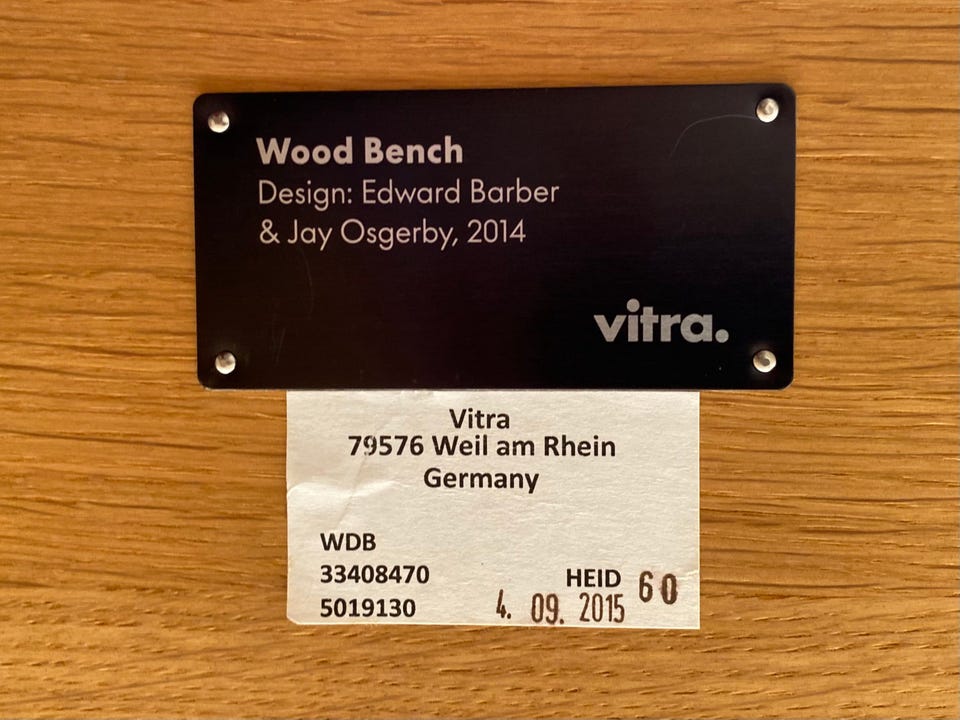 Wood Bench
Design: Edward Barber
& Jay Osgerby, 2014
vitra.
Vitra
79576 Weil am Rhein
Germany
WDB
33408470
HEID 60
5019130
4. 09. 2015